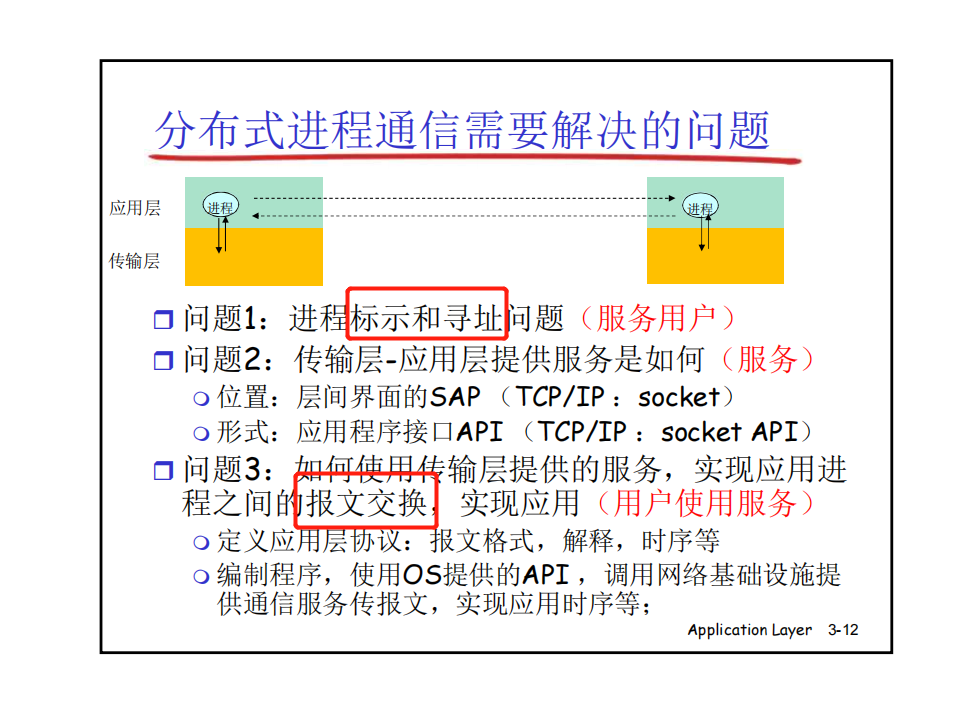 分布式进程通信需要解决的问题
应用层
进程
进程
传输层
问题1：进程标示和寻址问题（服务用户）
问题2：传输层-应用层提供服务是如何（服务）
位置：层间界面的SAP （TCP/IP ：socket）
形式：应用程序接口API （TCP/IP ：socket API）
问题3：如何使用传输层提供的服务，实现应用进
程之间的报文交换，实现应用（用户使用服务）
定义应用层协议：报文格式，解释，时序等
编制程序，使用OS提供的API ，调用网络基础设施提
供通信服务传报文，实现应用时序等；
Application Layer 3-12